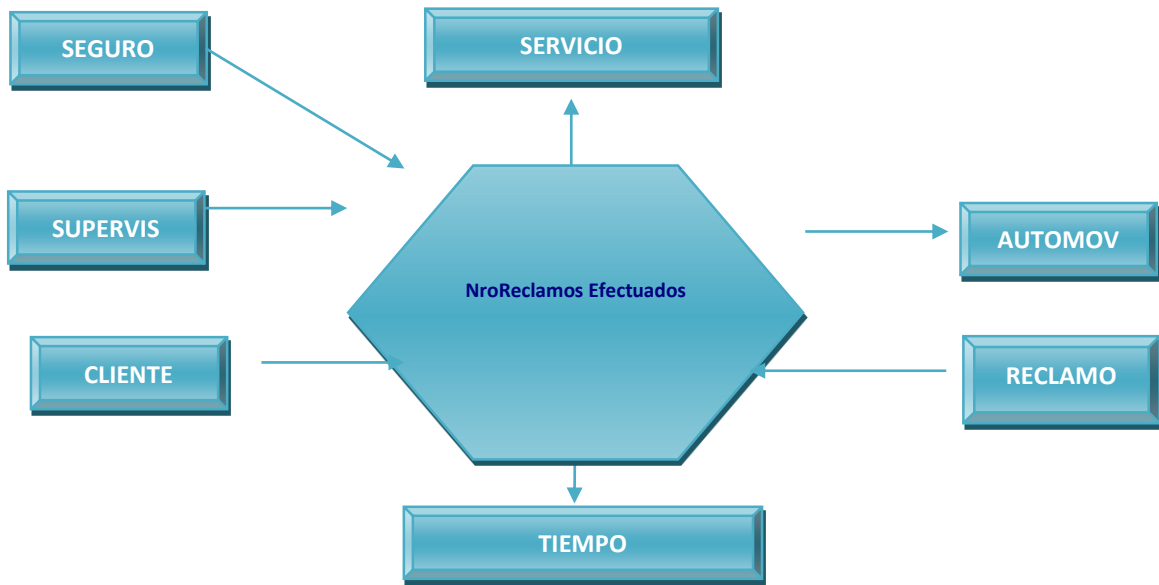 SEGURO
SERVICIO
SUPERVIS
AUTOMOV
NroReclamos Efectuados
CLIENTE
RECLAMO
TIEMPO